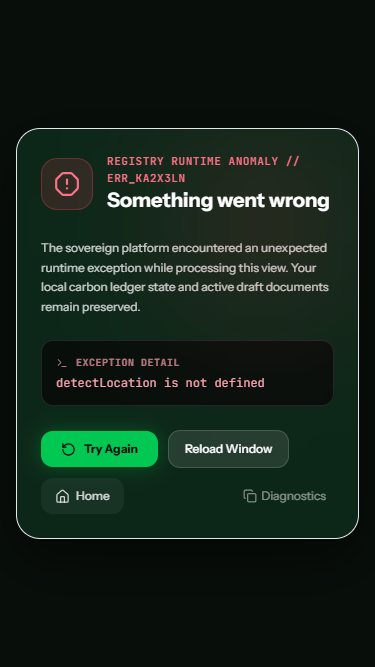 REGISTRY RUNTIME ANOMALY //
ERR_KA2X3LN
Something went wrong
The sovereign platform encountered an unexpected
runtime exception while processing this view. Your
local carbon ledger state and active draft documents
remain preserved.
>_ EXCEPTION DETAIL
detectLocation is not defined
Try Again
Reload Window
Home
Diagnostics